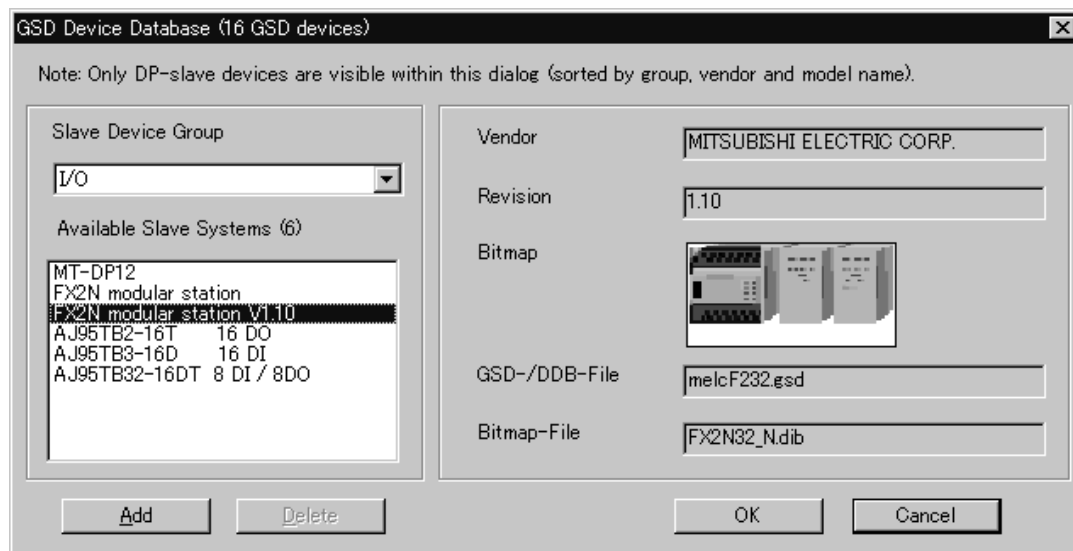 GSD Device Database (16 GSD devices)
Note: Only DP-slave devices are visible within this dialog (sorted by group, vendor and model name).
Slave Device Group
I/O
Available Slave Systems (6)
MT-DP12
FX2N modular station
FX2N modular station V1.10
AJ95TB2-16T 16 DO
AJ95TB3-16D 16 DI
AJ95TB32-16DT 8 DI / 8DO
Vendor
MITSUBISHI ELECTRIC CORP.
Revision
1.10
Bitmap
GSD-/DDB-File
melcF232.gsd
Bitmap-File
FX2N32_N.dib
Add
Delete
OK
Cancel